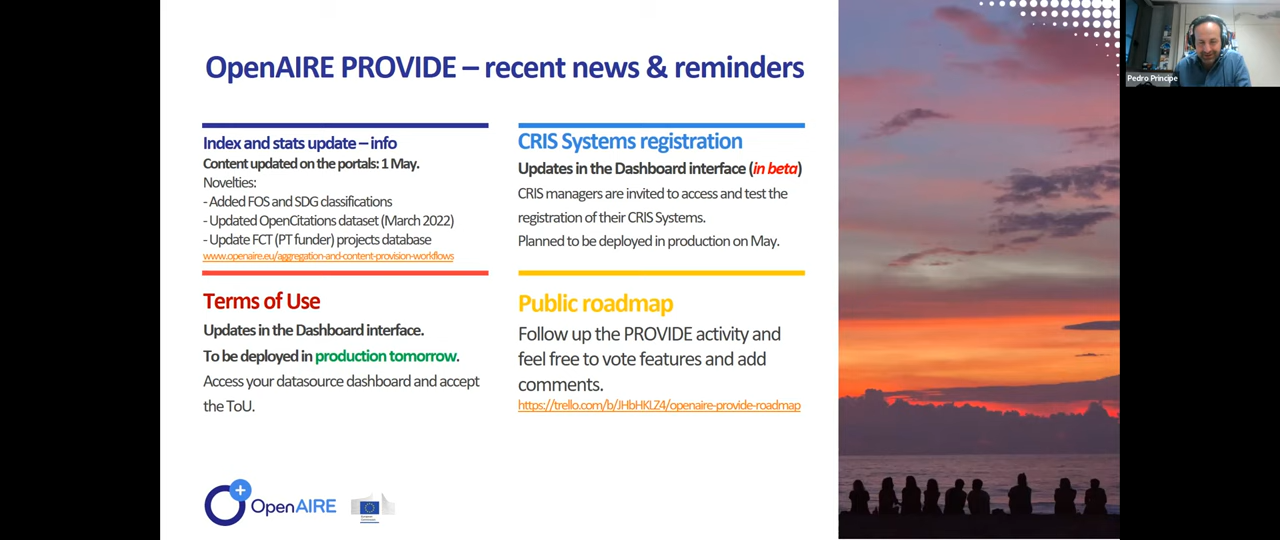 OpenAIRE PROVIDE – recent news & reminders
Index and stats update – info
Content updated on the portals: 1 May.
Novelties:
- Added FOS and SDG classifications
- Updated OpenCitations dataset (March 2022)
- Update FCT (PT funder) projects database
www.openaire.eu/aggregation-and-content-provision-workflows
CRIS Systems registration
Updates in the Dashboard interface (in beta)
CRIS managers are invited to access and test the
registration of their CRIS Systems.
Planned to be deployed in production on May.
Terms of Use
Updates in the Dashboard interface.
To be deployed in production tomorrow.
Access your datasource dashboard and accept
the ToU.
Public roadmap
Follow up the PROVIDE activity and
feel free to vote features and add
comments.
https://trello.com/b/JHbHKLZ4/openaire-provide-roadmap
OpenAIRE
Pedro Principe